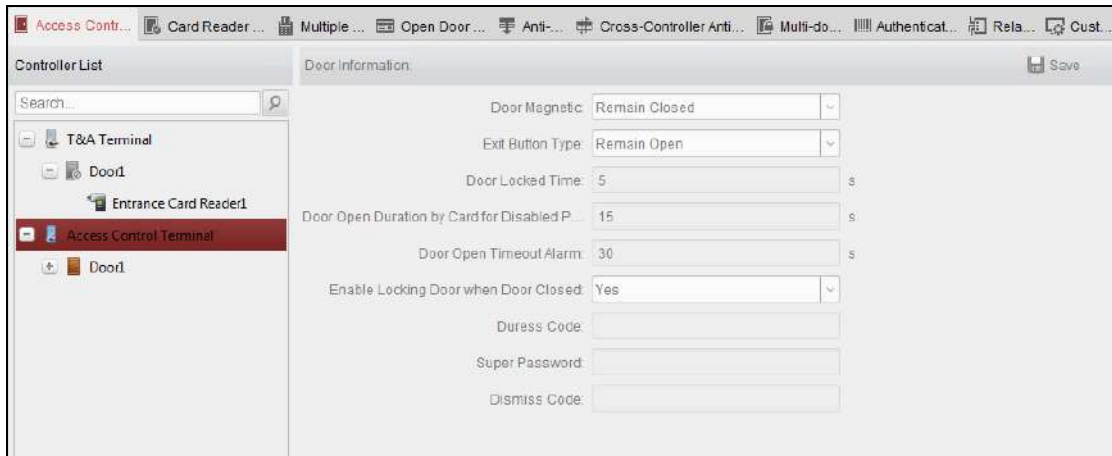 Access Contr... Card Reader ... Multiple ... Open Door ... Anti-... Cross-Controller Anti... Multi-do... Authenticat... Rela... Cust...
Controller List
Door Information:
Save
Search...
T&A Terminal
Door1
Entrance Card Reader1
Access Control Terminal
Door1
Door Magnetic: Remain Closed
Exit Button Type: Remain Open
Door Locked Time: 5 s
Door Open Duration by Card for Disabled P... 15 s
Door Open Timeout Alarm: 30 s
Enable Locking Door when Door Closed: Yes
Duress Code:
Super Password:
Dismiss Code: